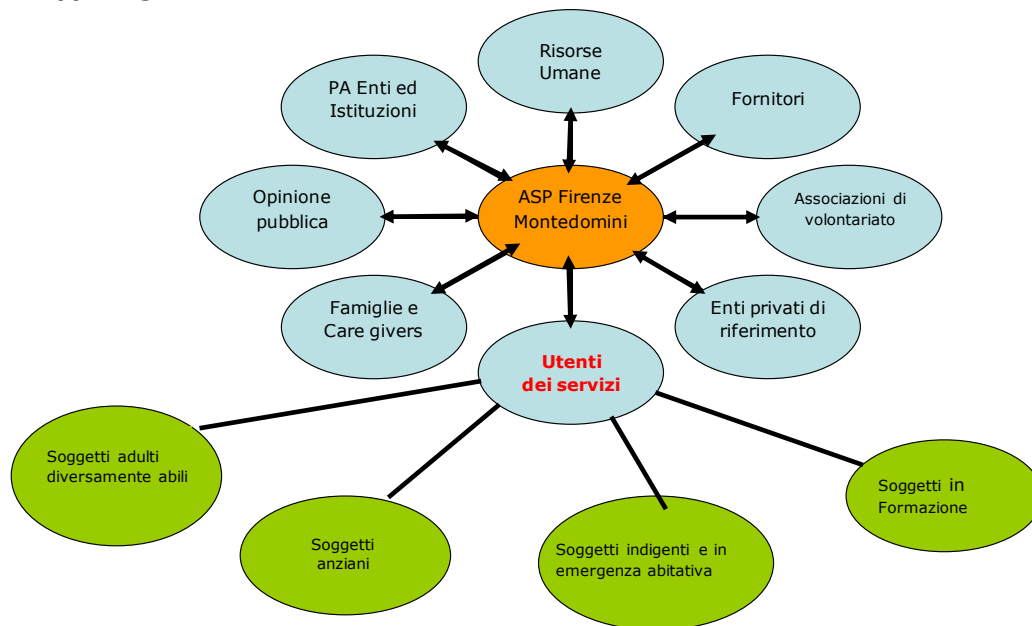 Risorse
Umane
PA Enti ed
Istituzioni
Fornitori
Opinione
pubblica
ASP Firenze
Montedomini
Associazioni di
volontariato
Famiglie e
Care givers
Enti privati di
riferimento
Utenti
dei servizi
Soggetti adulti
diversamente abili
Soggetti in
Formazione
Soggetti
anziani
Soggetti indigenti e in
emergenza abitativa